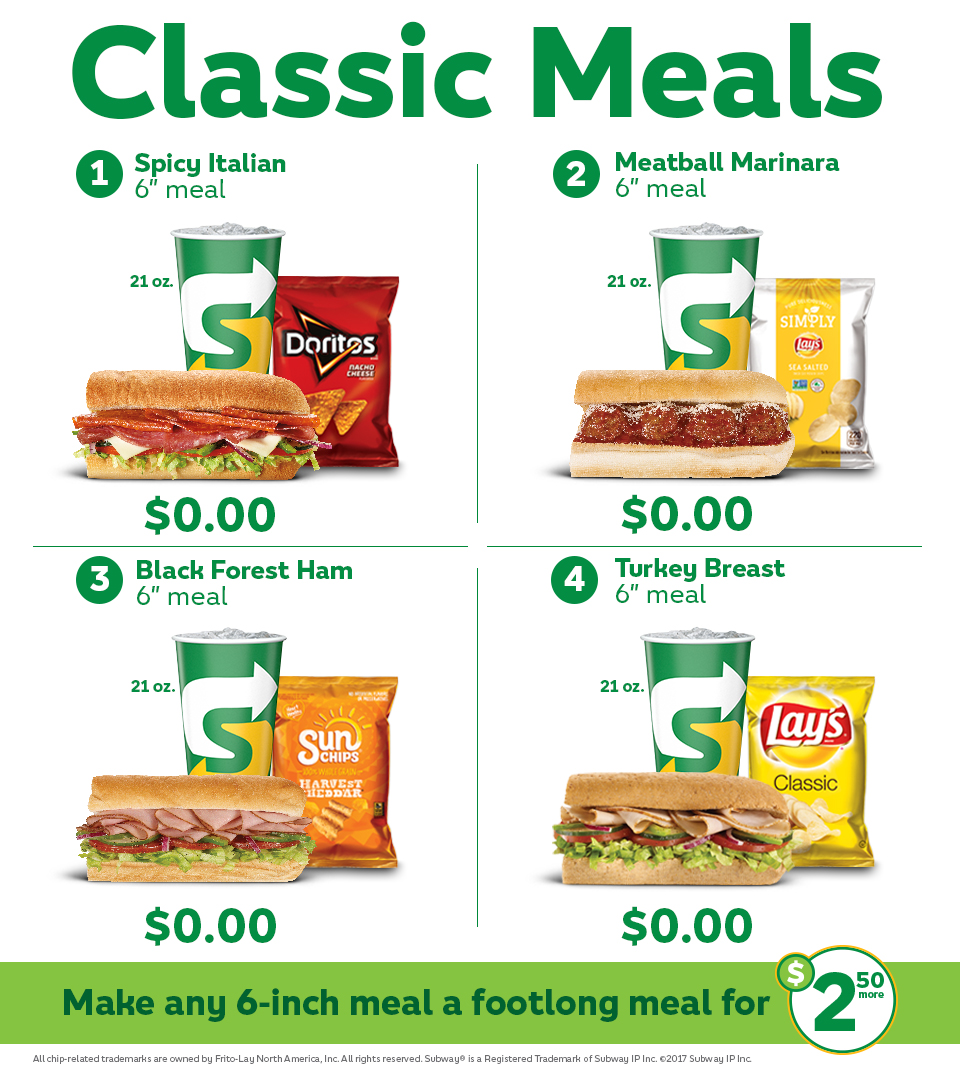 Classic Meals
1 Spicy Italian
6" meal
21 oz.
Doritos
NACHO
CHEESE
$0.00
2 Meatball Marinara
6" meal
21 oz.
SIMPLY
Lay's
SEA SALTED
220
$0.00
3 Black Forest Ham
6" meal
21 oz.
Sun
CHIPS
100% WHOLE GRAIN
HARVEST
CHEDDAR
$0.00
4 Turkey Breast
6" meal
21 oz.
Lay's
Classic
$0.00
Make any 6-inch meal a footlong meal for $2 50
more
All chip-related trademarks are owned by Frito-Lay North America, Inc. All rights reserved. Subway® is a Registered Trademark of Subway IP Inc. ©2017 Subway IP Inc.